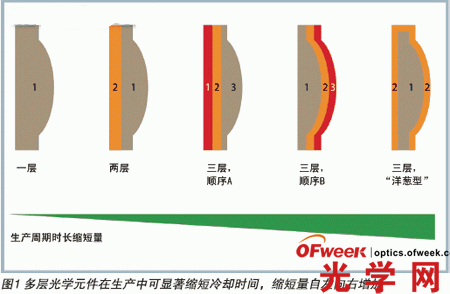 1
2 1
1 2 3
1 2 3
2 1 2
一层
两层
三层，
顺序A
三层，
顺序B
三层，
“洋葱型”
生产周期时长缩短量
OFweek | optics.ofweek.com
光学网
图1 多层光学元件在生产中可显著缩短冷却时间，缩短量自左向右增加